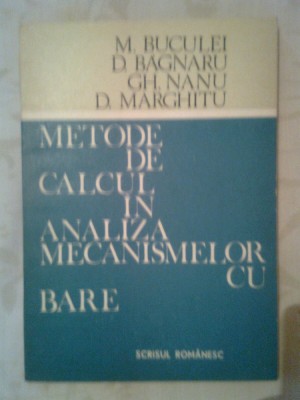 M. BUCULEI
D. BAGNARU
GH. NANU
D. MARGHITU
METODE
DE
CALCUL
IN
ANALIZA
MECANISMELOR
CU
BARE
SCRISUL ROMÂNESC